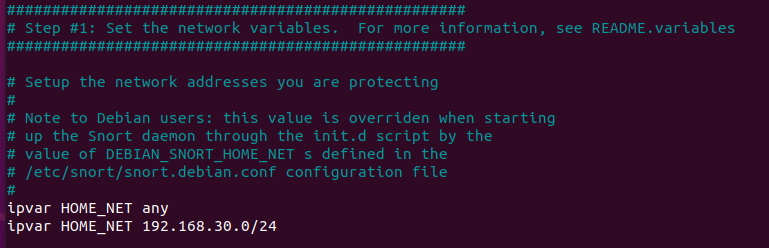 ###################################################
# Step #1: Set the network variables.  For more information, see README.variables
###################################################
# Setup the network addresses you are protecting
#
# Note to Debian users: this value is overriden when starting
# up the Snort daemon through the init.d script by the
# value of DEBIAN_SNORT_HOME_NET s defined in the
# /etc/snort/snort.debian.conf configuration file
#
ipvar HOME_NET any
ipvar HOME_NET 192.168.30.0/24